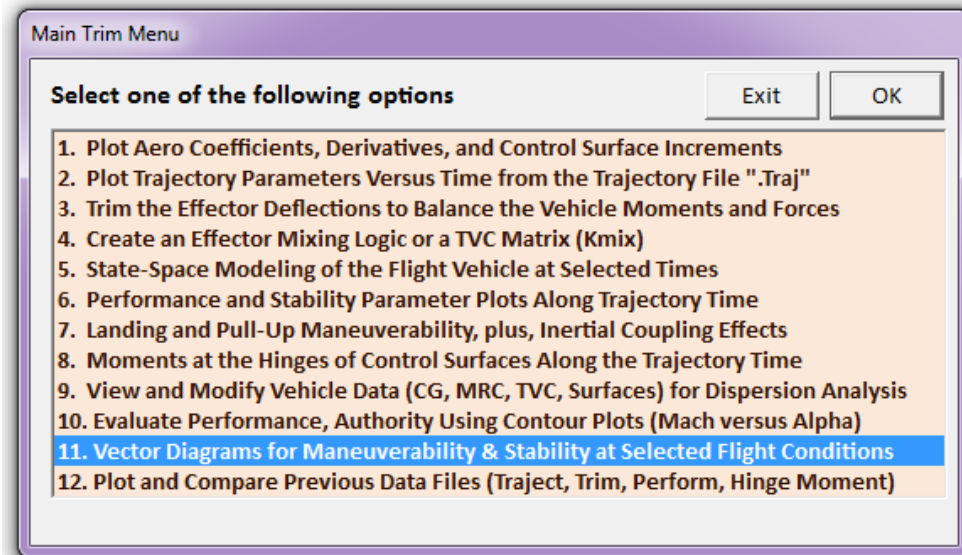 Main Trim Menu
Select one of the following options
Exit
OK
1. Plot Aero Coefficients, Derivatives, and Control Surface Increments
2. Plot Trajectory Parameters Versus Time from the Trajectory File ".Traj"
3. Trim the Effector Deflections to Balance the Vehicle Moments and Forces
4. Create an Effector Mixing Logic or a TVC Matrix (Kmix)
5. State-Space Modeling of the Flight Vehicle at Selected Times
6. Performance and Stability Parameter Plots Along Trajectory Time
7. Landing and Pull-Up Maneuverability, plus, Inertial Coupling Effects
8. Moments at the Hinges of Control Surfaces Along the Trajectory Time
9. View and Modify Vehicle Data (CG, MRC, TVC, Surfaces) for Dispersion Analysis
10. Evaluate Performance, Authority Using Contour Plots (Mach versus Alpha)
11. Vector Diagrams for Maneuverability & Stability at Selected Flight Conditions
12. Plot and Compare Previous Data Files (Traject, Trim, Perform, Hinge Moment)